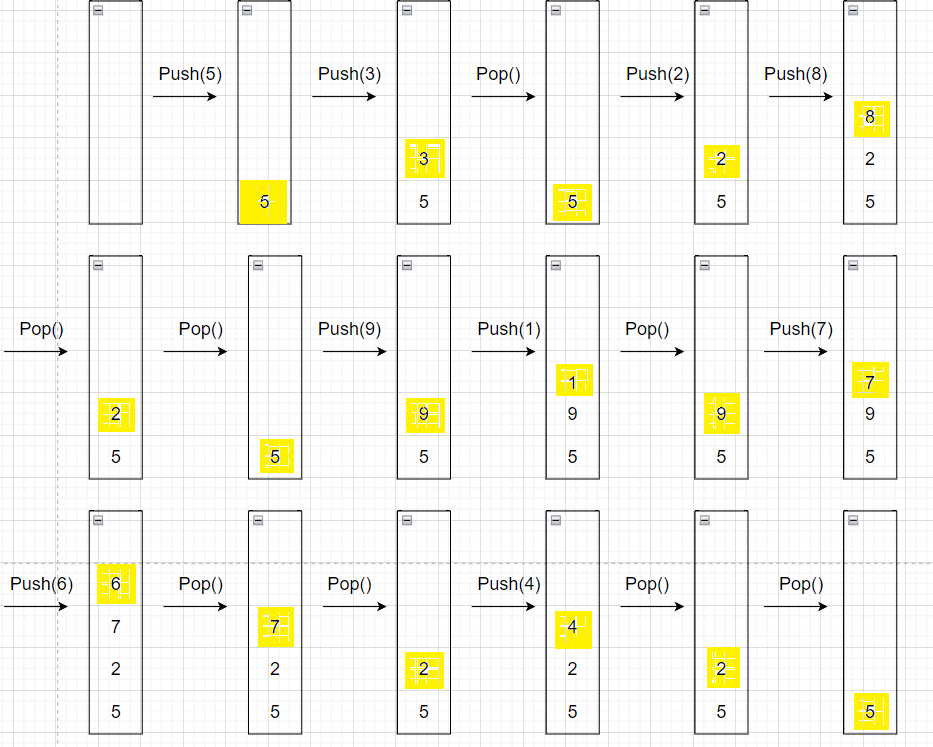 Push(5) Push(3) Pop() Push(2) Push(8)
8
3 2 2
5 5 5 5 5
Pop() Pop() Push(9) Push(1) Pop() Push(7)
1 7
2 9 9 9 9
5 5 5 5 5 5
Push(6) Pop() Pop() Push(4) Pop() Pop()
6
7 7 4
2 2 2 2 2
5 5 5 5 5 5